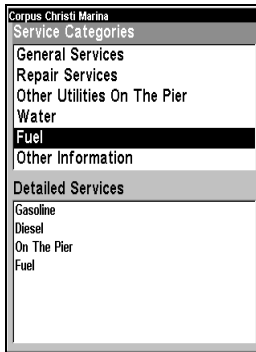 Corpus Christi Marina
Service Categories
General Services
Repair Services
Other Utilities On The Pier
Water
Fuel
Other Information
Detailed Services
Gasoline
Diesel
On The Pier
Fuel